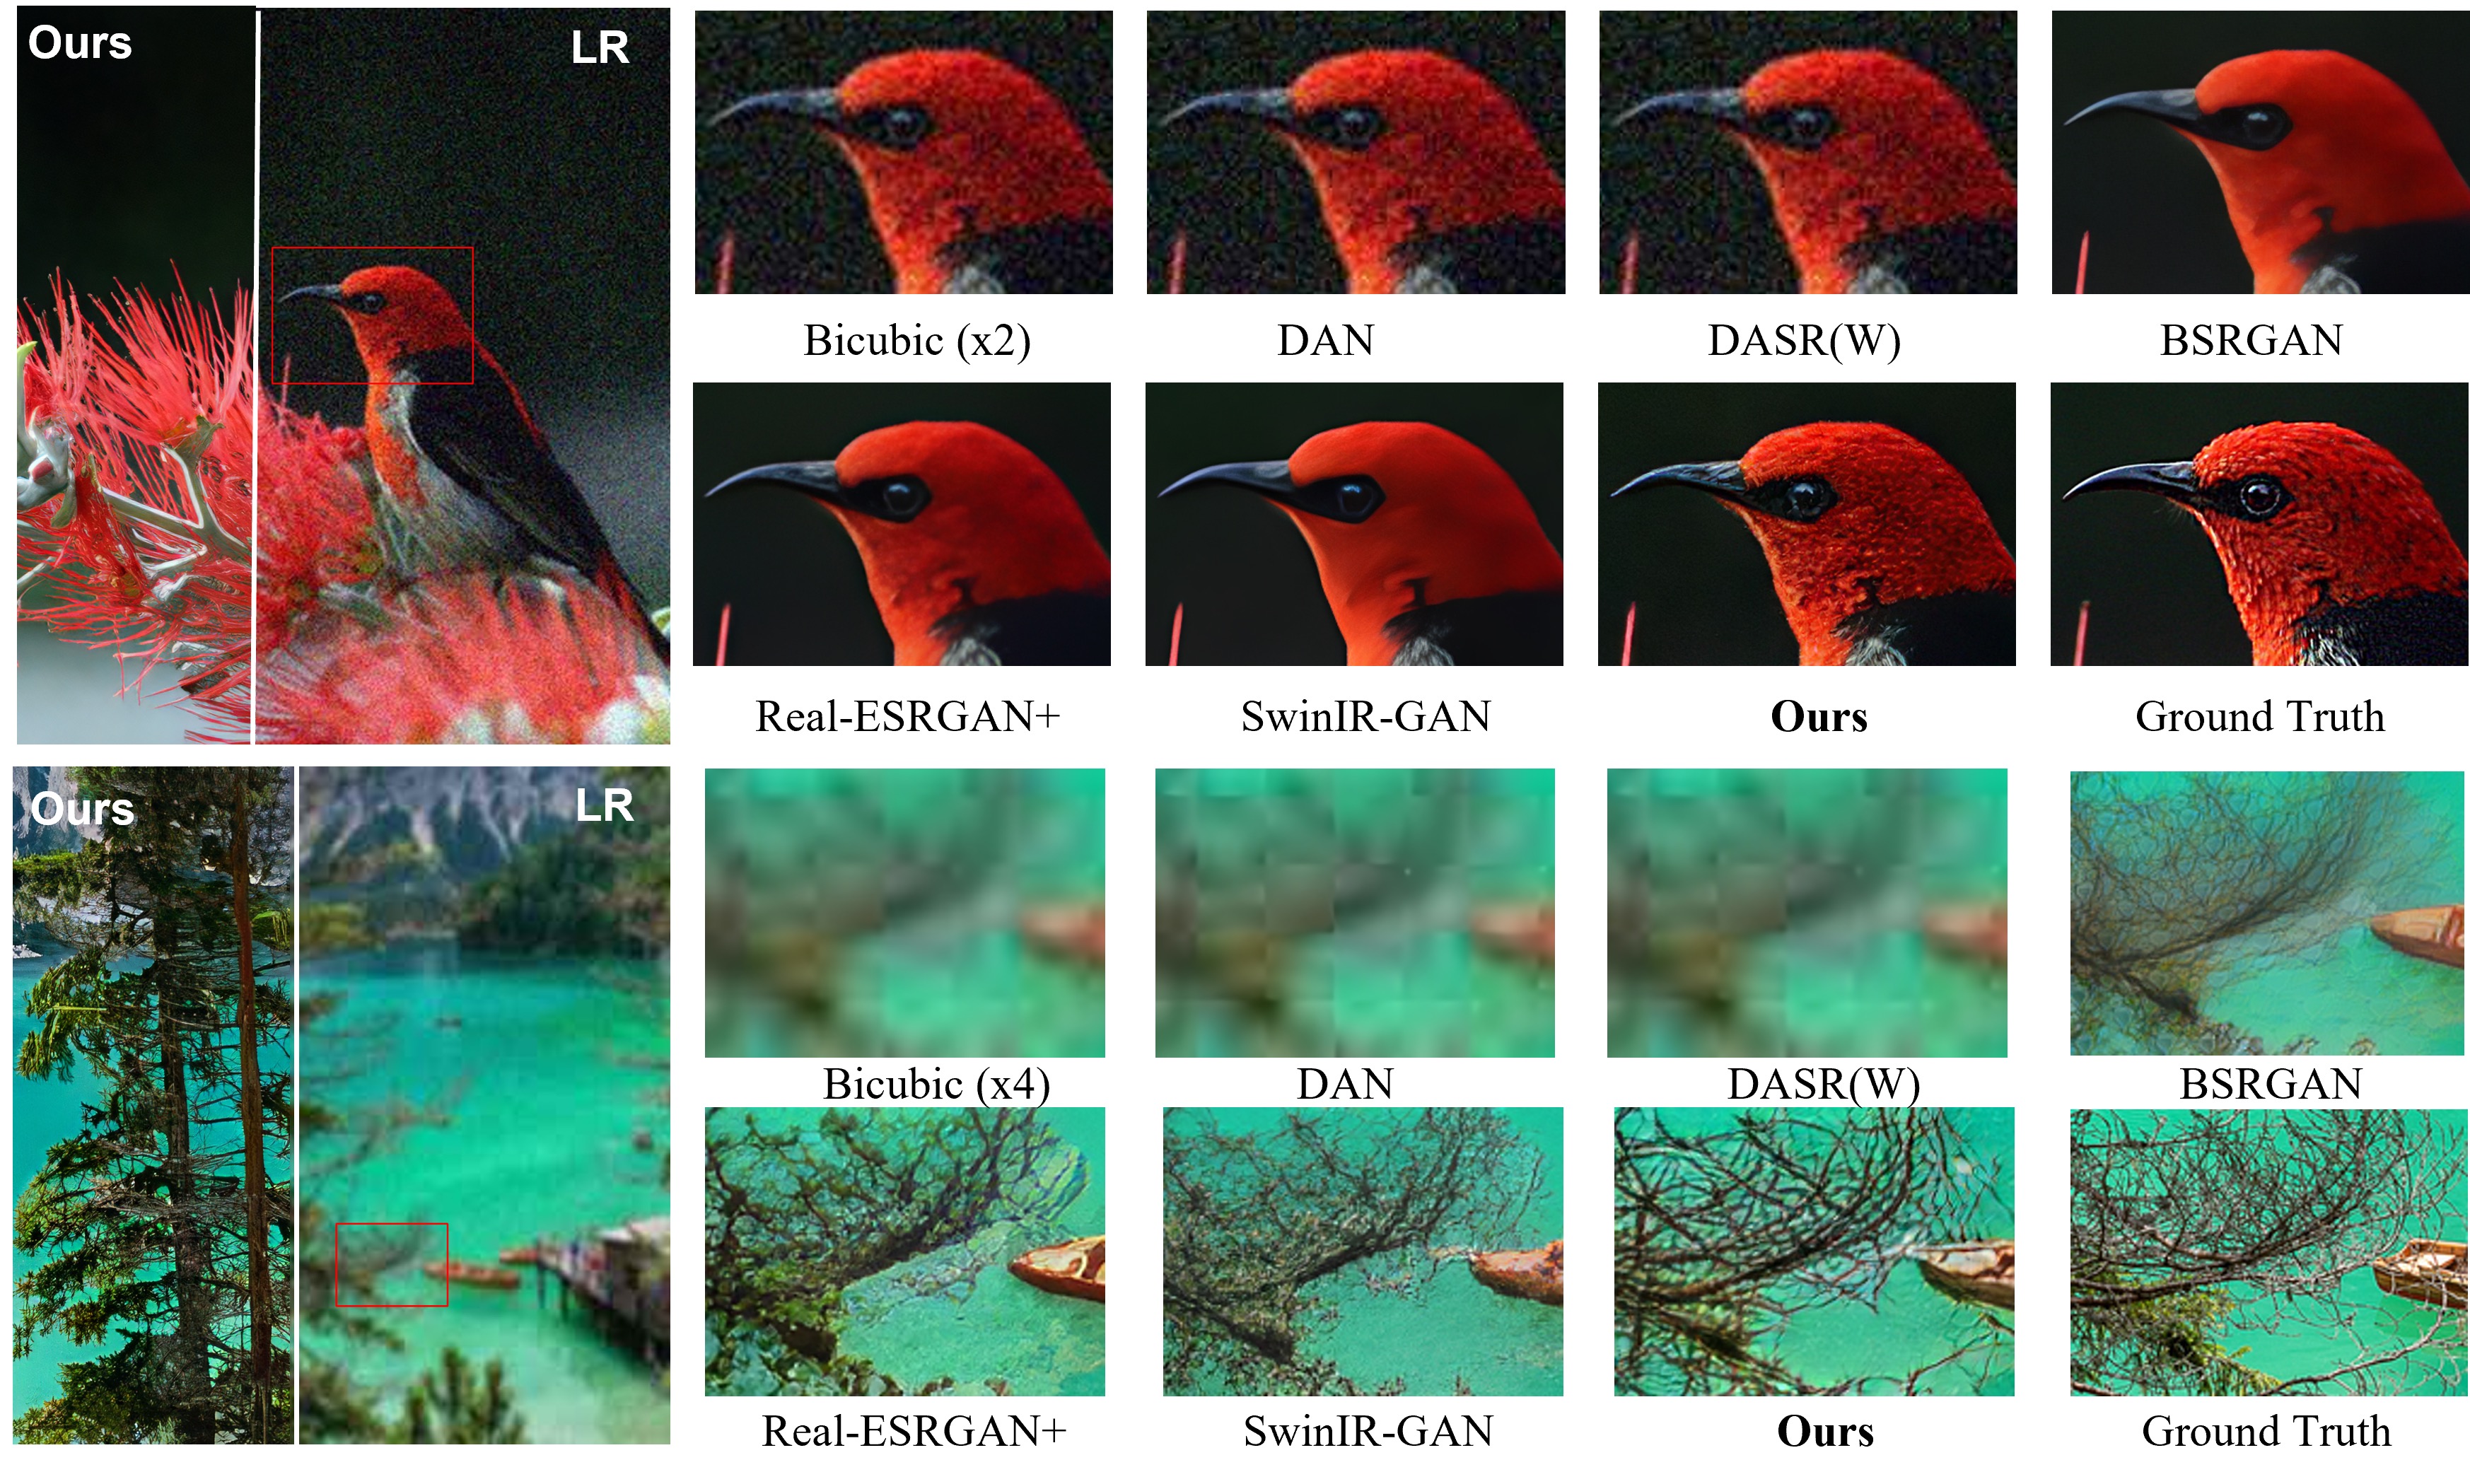 Ours LR
Bicubic (x2) DAN DASR(W) BSRGAN
Real-ESRGAN+ SwinIR-GAN Ours Ground Truth
Ours LR
Bicubic (x4) DAN DASR(W) BSRGAN
Real-ESRGAN+ SwinIR-GAN Ours Ground Truth